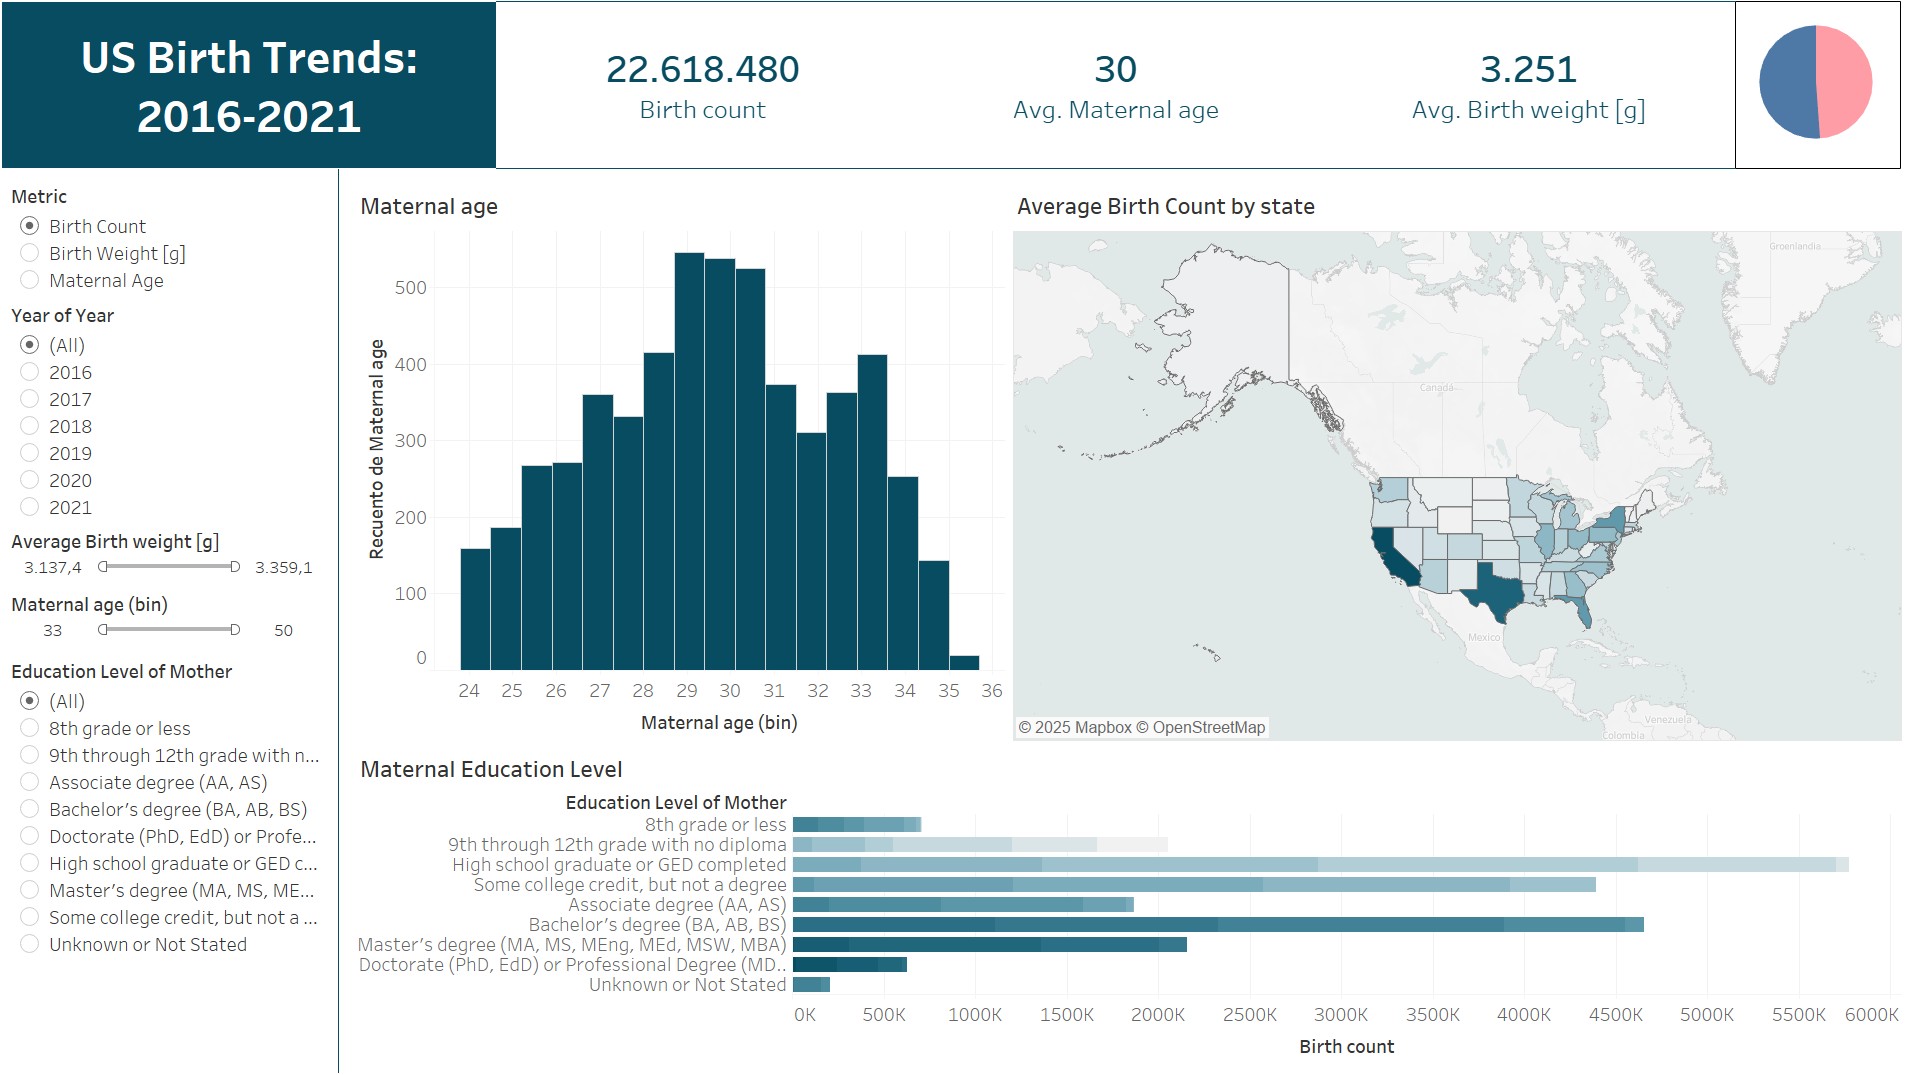 US Birth Trends:
2016-2021
22.618.480
Birth count
30
Avg. Maternal age
3.251
Avg. Birth weight [g]
Metric
Birth Count
Birth Weight [g]
Maternal Age
Year of Year
(All)
2016
2017
2018
2019
2020
2021
Average Birth weight [g]
3.137,4
3.359,1
Maternal age (bin)
33
50
Education Level of Mother
(All)
8th grade or less
9th through 12th grade with n...
Associate degree (AA, AS)
Bachelor’s degree (BA, AB, BS)
Doctorate (PhD, EdD) or Profe...
High school graduate or GED c...
Master’s degree (MA, MS, ME...
Some college credit, but not a ...
Unknown or Not Stated
Maternal age
Recuento de Maternal age
500
400
300
200
100
0
24 25 26 27 28 29 30 31 32 33 34 35 36
Maternal age (bin)
Average Birth Count by state
Groenlandia
Canadá
Mexico
Venezuela
Colombia
© 2025 Mapbox © OpenStreetMap
Maternal Education Level
Education Level of Mother
8th grade or less
9th through 12th grade with no diploma
High school graduate or GED completed
Some college credit, but not a degree
Associate degree (AA, AS)
Bachelor’s degree (BA, AB, BS)
Master’s degree (MA, MS, MEng, MEd, MSW, MBA)
Doctorate (PhD, EdD) or Professional Degree (MD..
Unknown or Not Stated
0K 500K 1000K 1500K 2000K 2500K 3000K 3500K 4000K 4500K 5000K 5500K 6000K
Birth count